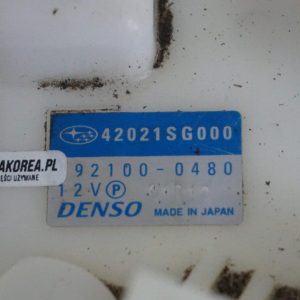 42021SG000
92100-0480
12V P
DENSO MADE IN JAPAN
AKOREA.PL
ĘŚCI UŻYWANE